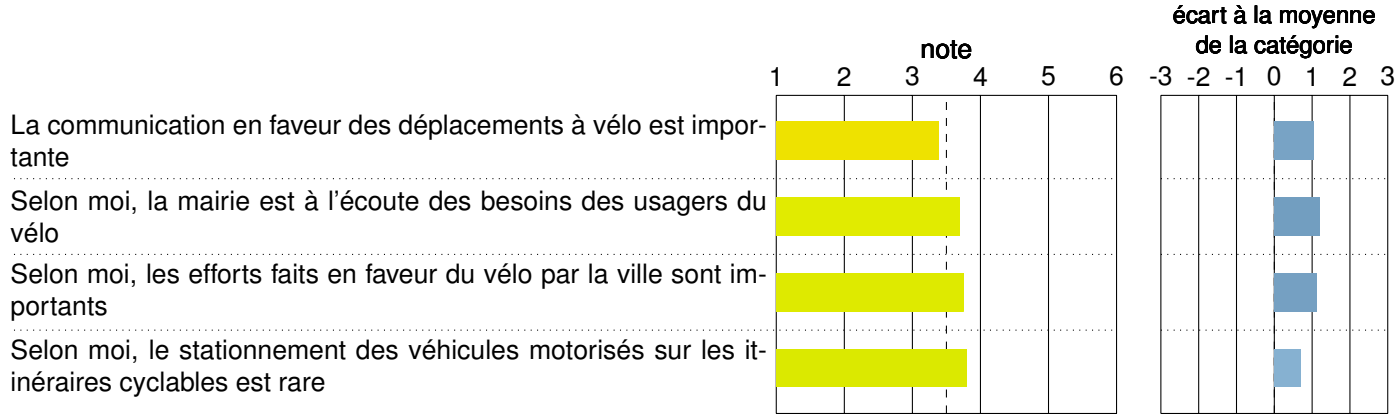 écart à la moyenne
de la catégorie
note
1 2 3 4 5 6
-3 -2 -1 0 1 2 3
La communication en faveur des déplacements à vélo est impor-
tante
Selon moi, la mairie est à l'écoute des besoins des usagers du
vélo
Selon moi, les efforts faits en faveur du vélo par la ville sont im-
portants
Selon moi, le stationnement des véhicules motorisés sur les it-
inéraires cyclables est rare